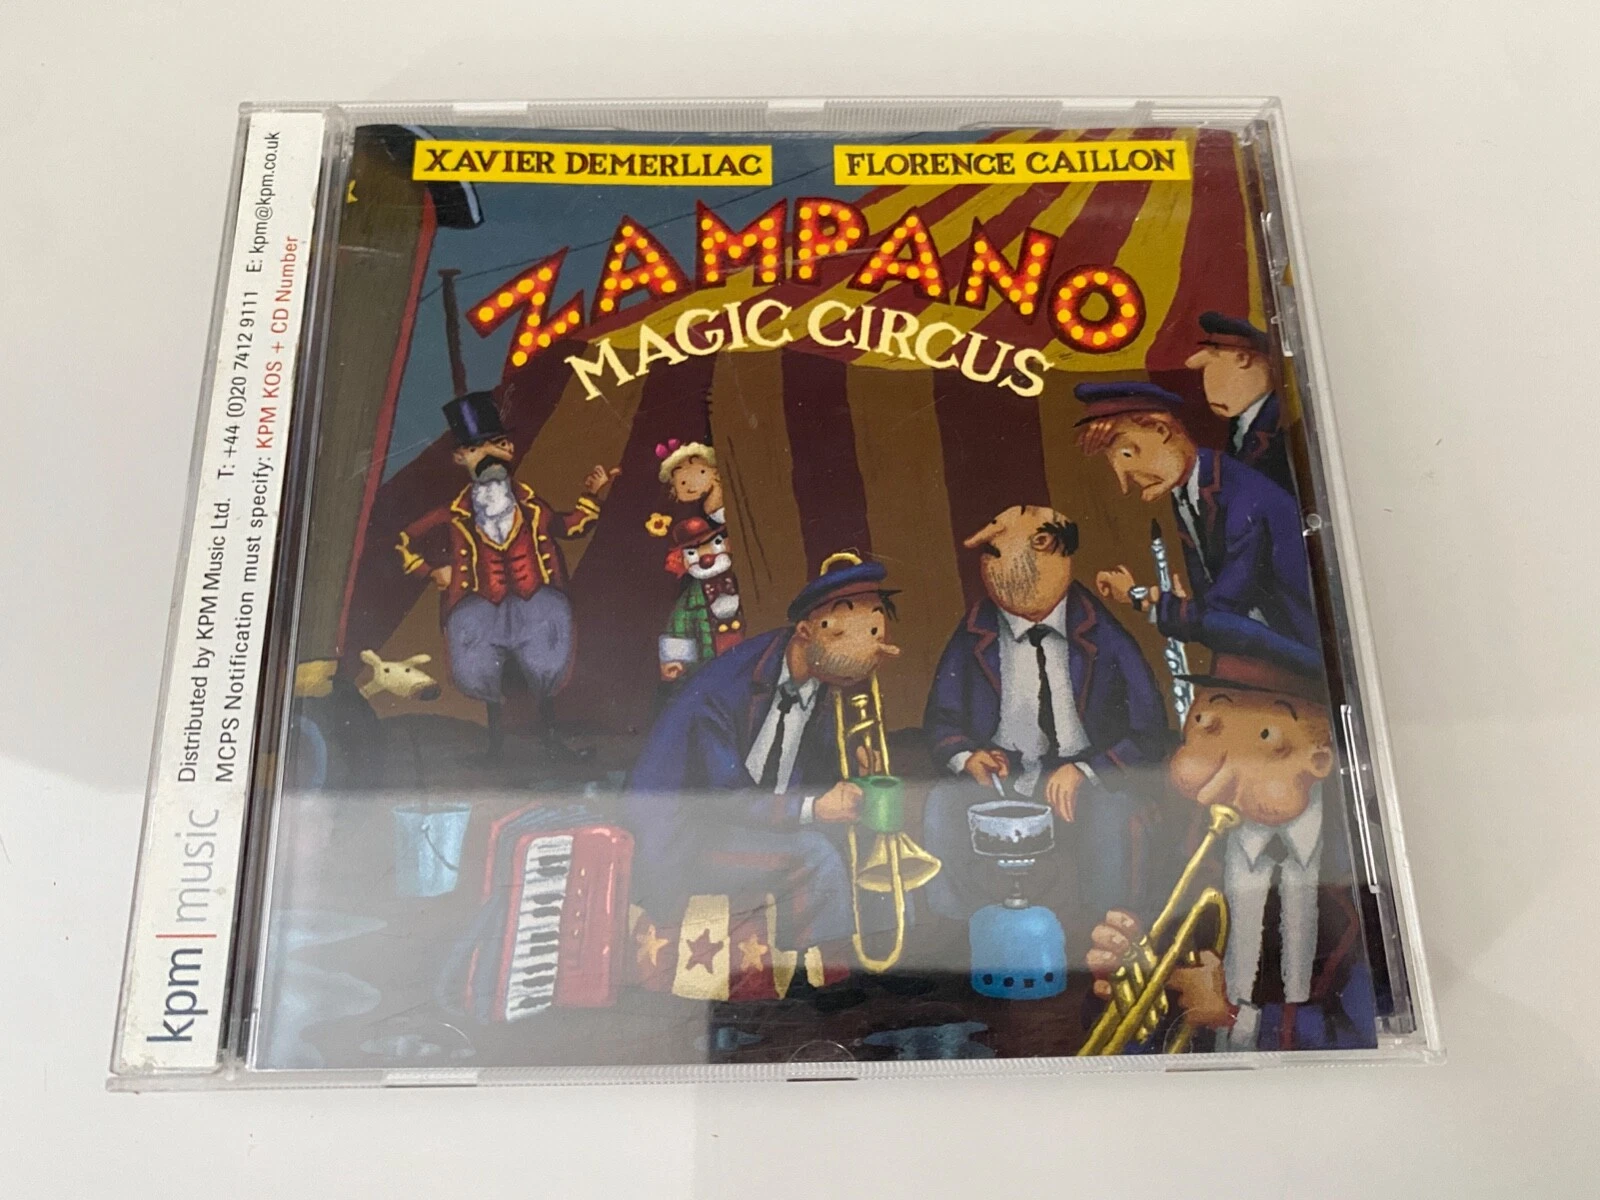 XAVIER DEMERLIAC
FLORENCE CAILLON
ZAMPANO
MAGIC CIRCUS
kpm | music
Distributed by KPM Music Ltd. T: +44 (0)20 7412 9111 E: kpm@kpm.co.uk
MCPS Notification must specify: KPM KOS + CD Number